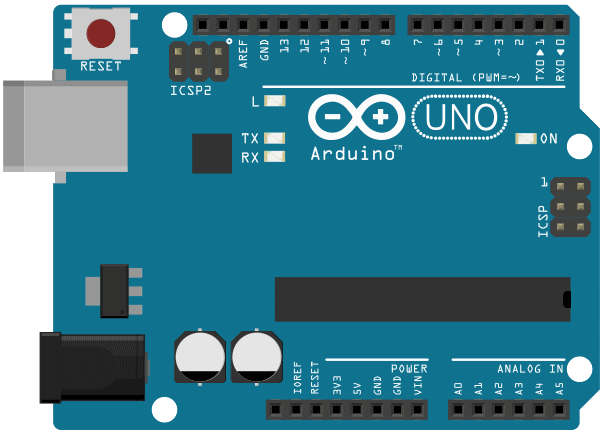 RESET
ICSP2
AREF
GND
13
12
~11
~10
~9
8
7
~6
~5
4
~3
2
TX0▶1
RX0◀0
DIGITAL (PWM=~)
L
TX
RX
Arduino™
UNO
ON
1
ICSP
POWER
ANALOG IN
IOREF
RESET
3V3
5V
GND
GND
VIN
A0
A1
A2
A3
A4
A5